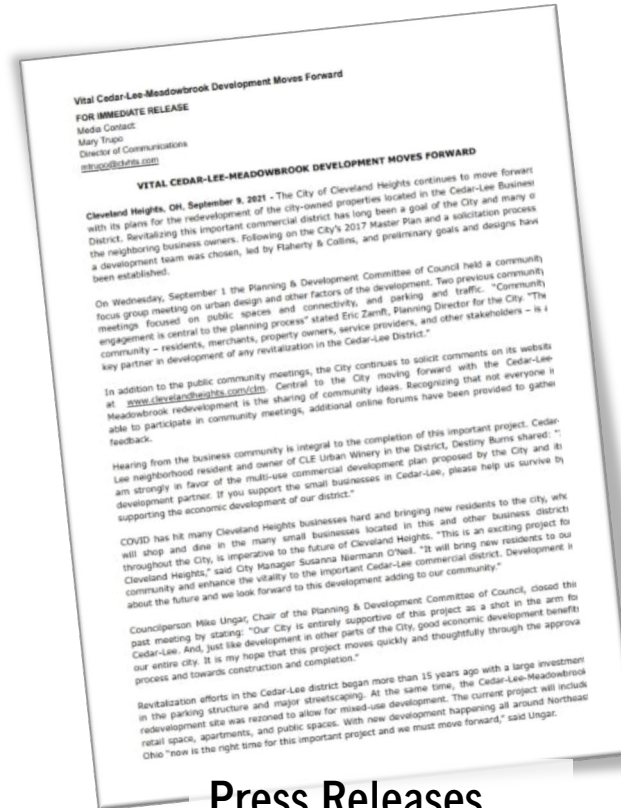 Vital Cedar-Lee-Meadowbrook Development Moves Forward
FOR IMMEDIATE RELEASE
Media Contact:
Mary Trupo
Director of Communications
mtrupo@clvhts.com
VITAL CEDAR-LEE-MEADOWBROOK DEVELOPMENT MOVES FORWARD
Cleveland Heights, OH, September 9, 2021 - The City of Cleveland Heights continues to move forward
with its plans for the redevelopment of the city-owned properties located in the Cedar-Lee Business
District. Revitalizing this important commercial district has long been a goal of the City and many o
the neighboring business owners. Following on the City's 2017 Master Plan and a solicitation process
a development team was chosen, led by Flaherty & Collins, and preliminary goals and designs have
been established.
On Wednesday, September 1 the Planning & Development Committee of Council held a community
focus group meeting on urban design and other factors of the development. Two previous community
meetings focused on public spaces and connectivity, and parking and traffic. "Community
engagement is central to the planning process" stated Eric Zamft, Planning Director for the City. "The
community – residents, merchants, property owners, service providers, and other stakeholders – is a
key partner in development of any revitalization in the Cedar-Lee District."
In addition to the public community meetings, the City continues to solicit comments on its website
at www.clevelandheights.com/clm. Central to the City moving forward with the Cedar-Lee-
Meadowbrook redevelopment is the sharing of community ideas. Recognizing that not everyone is
able to participate in community meetings, additional online forums have been provided to gather
feedback.
Hearing from the business community is integral to the completion of this important project. Cedar-
Lee neighborhood resident and owner of CLE Urban Winery in the District, Destiny Burns shared: "I
am strongly in favor of the multi-use commercial development plan proposed by the City and its
development partner. If you support the small businesses in Cedar-Lee, please help us survive by
supporting the economic development of our district."
COVID has hit many Cleveland Heights businesses hard and bringing new residents to the city, who
will shop and dine in the many small businesses located in this and other business districts
throughout the City, is imperative to the future of Cleveland Heights. "This is an exciting project for
Cleveland Heights," said City Manager Susanna Niermann O'Neil. "It will bring new residents to our
community and enhance the vitality to the important Cedar-Lee commercial district. Development is
about the future and we look forward to this development adding to our community."
Councilperson Mike Ungar, Chair of the Planning & Development Committee of Council, closed this
past meeting by stating: "Our City is entirely supportive of this project as a shot in the arm for
Cedar-Lee. And, just like development in other parts of the City, good economic development benefits
our entire city. It is my hope that this project moves quickly and thoughtfully through the approval
process and towards construction and completion."
Revitalization efforts in the Cedar-Lee district began more than 15 years ago with a large investment
in the parking structure and major streetscaping. At the same time, the Cedar-Lee-Meadowbrook
redevelopment site was rezoned to allow for mixed-use development. The current project will include
retail space, apartments, and public spaces. With new development happening all around Northeast
Ohio "now is the right time for this important project and we must move forward," said Ungar.
Press Releases